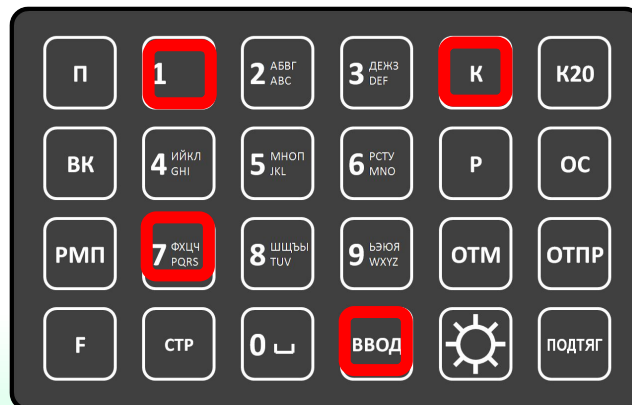 П 1 2 АБВГ ABC 3 ДЕЖЗ DEF К К20
ВК 4 ИЙКЛ GHI 5 МНОП JKL 6 РСТУ MNO Р ОС
РМП 7 ФХЦЧ PQRS 8 ШЩЪЫ TUV 9 ЬЭЮЯ WXYZ ОТМ ОТПР
F СТР 0 ВВОД ПОДТЯГ